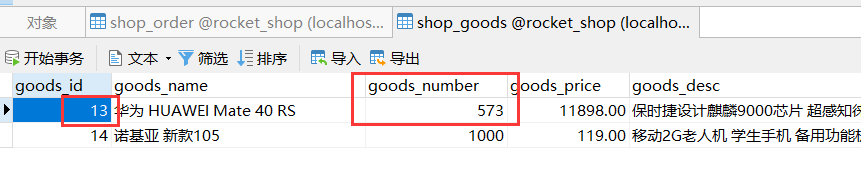 对象 shop_order @rocket_shop (localhos... shop_goods @rocket_shop (localho...
开始事务 文本 筛选 排序 导入 导出
goods_id goods_name goods_number goods_price goods_desc
13 华为 HUAWEI Mate 40 RS 573 11898.00 保时捷设计麒麟9000芯片 超感知
14 诺基亚 新款105 1000 119.00 移动2G老人机 学生手机 备用功能